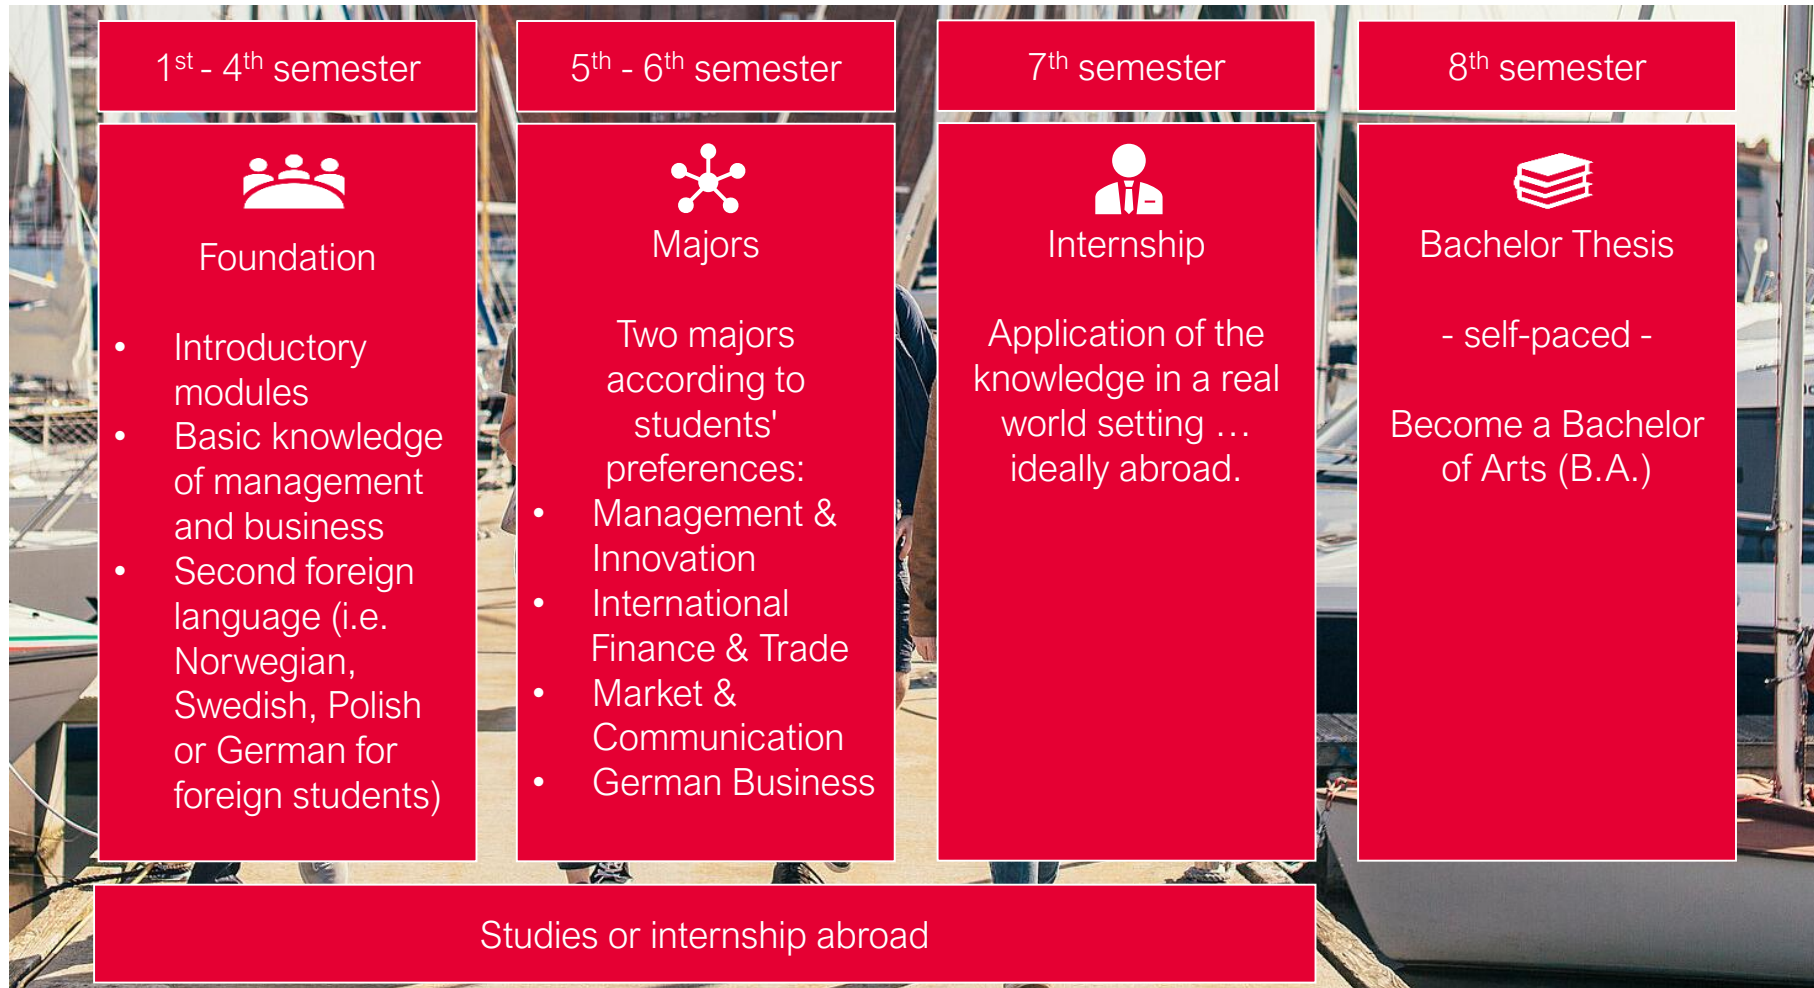 1st - 4th semester
Foundation
• Introductory
modules
• Basic knowledge
of management
and business
• Second foreign
language (i.e.
Norwegian,
Swedish, Polish
or German for
foreign students)
5th - 6th semester
Majors
Two majors
according to
students'
preferences:
• Management &
Innovation
• International
Finance & Trade
• Market &
Communication
• German Business
7th semester
Internship
Application of the
knowledge in a real
world setting …
ideally abroad.
8th semester
Bachelor Thesis
- self-paced -
Become a Bachelor
of Arts (B.A.)
Studies or internship abroad